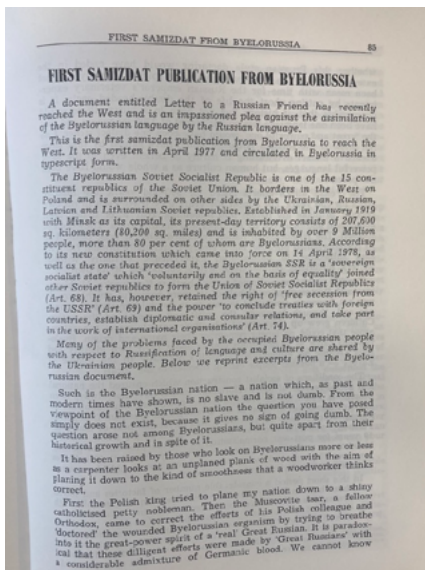 FIRST SAMIZDAT FROM BYELORUSSIA 85
FIRST SAMIZDAT PUBLICATION FROM BYELORUSSIA
A document entitled Letter to a Russian Friend has recently
reached the West and is an impassioned plea against the assimilation
of the Byelorussian language by the Russian language.
This is the first samizdat publication from Byelorussia to reach the
West. It was written in April 1977 and circulated in Byelorussia in
typescript form.
The Byelorussian Soviet Socialist Republic is one of the 15 con-
stituent republics of the Soviet Union. It borders in the West on
Poland and is surrounded on other sides by the Ukrainian, Russian,
Latvian and Lithuanian Soviet republics. Established in January 1919
with Minsk as its capital, its present-day territory consists of 207,600
sq. kilometers (80,200 sq. miles) and is inhabited by over 9 Million
people, more than 80 per cent of whom are Byelorussians. According
to its new constitution which came into force on 14 April 1978, as
well as the one that preceded it, the Byelorussian SSR is a 'sovereign
socialist state' which 'voluntarily and on the basis of equality' joined
other Soviet republics to form the Union of Soviet Socialist Republics
(Art. 68). It has, however, retained the right of 'free secession from
the USSR' (Art. 69) and the power 'to conclude treaties with foreign
countries, establish diplomatic and consular relations, and take part
in the work of international organisations' (Art. 74).
Many of the problems faced by the occupied Byelorussian people
with respect to Russification of language and culture are shared by
the Ukrainian people. Below we reprint excerpts from the Byelo-
russian document.
Such is the Byelorussian nation — a nation which, as past and
modern times have shown, is no slave and is not dumb. From the
viewpoint of the Byelorussian nation the question you have posed
simply does not exist, because it gives no sign of going dumb. The
question arose not among Byelorussians, but quite apart from their
historical growth and in spite of it.
It has been raised by those who look on Byelorussians more or less
as a carpenter looks at an unplaned plank of wood with the aim of
planing it down to the kind of smoothness that a woodworker thinks
correct.
First the Polish king tried to plane my nation down to a shiny
catholicised petty nobleman. Then the Muscovite tsar, a fellow
Orthodox, came to correct the efforts of his Polish colleague and
'doctored' the wounded Byelorussian organism by trying to breathe
into it the great-power spirit of a 'real' Great Russian. It is paradox-
ical that these dilligent efforts were made by 'Great Russians' with
a considerable admixture of Germanic blood. We cannot know